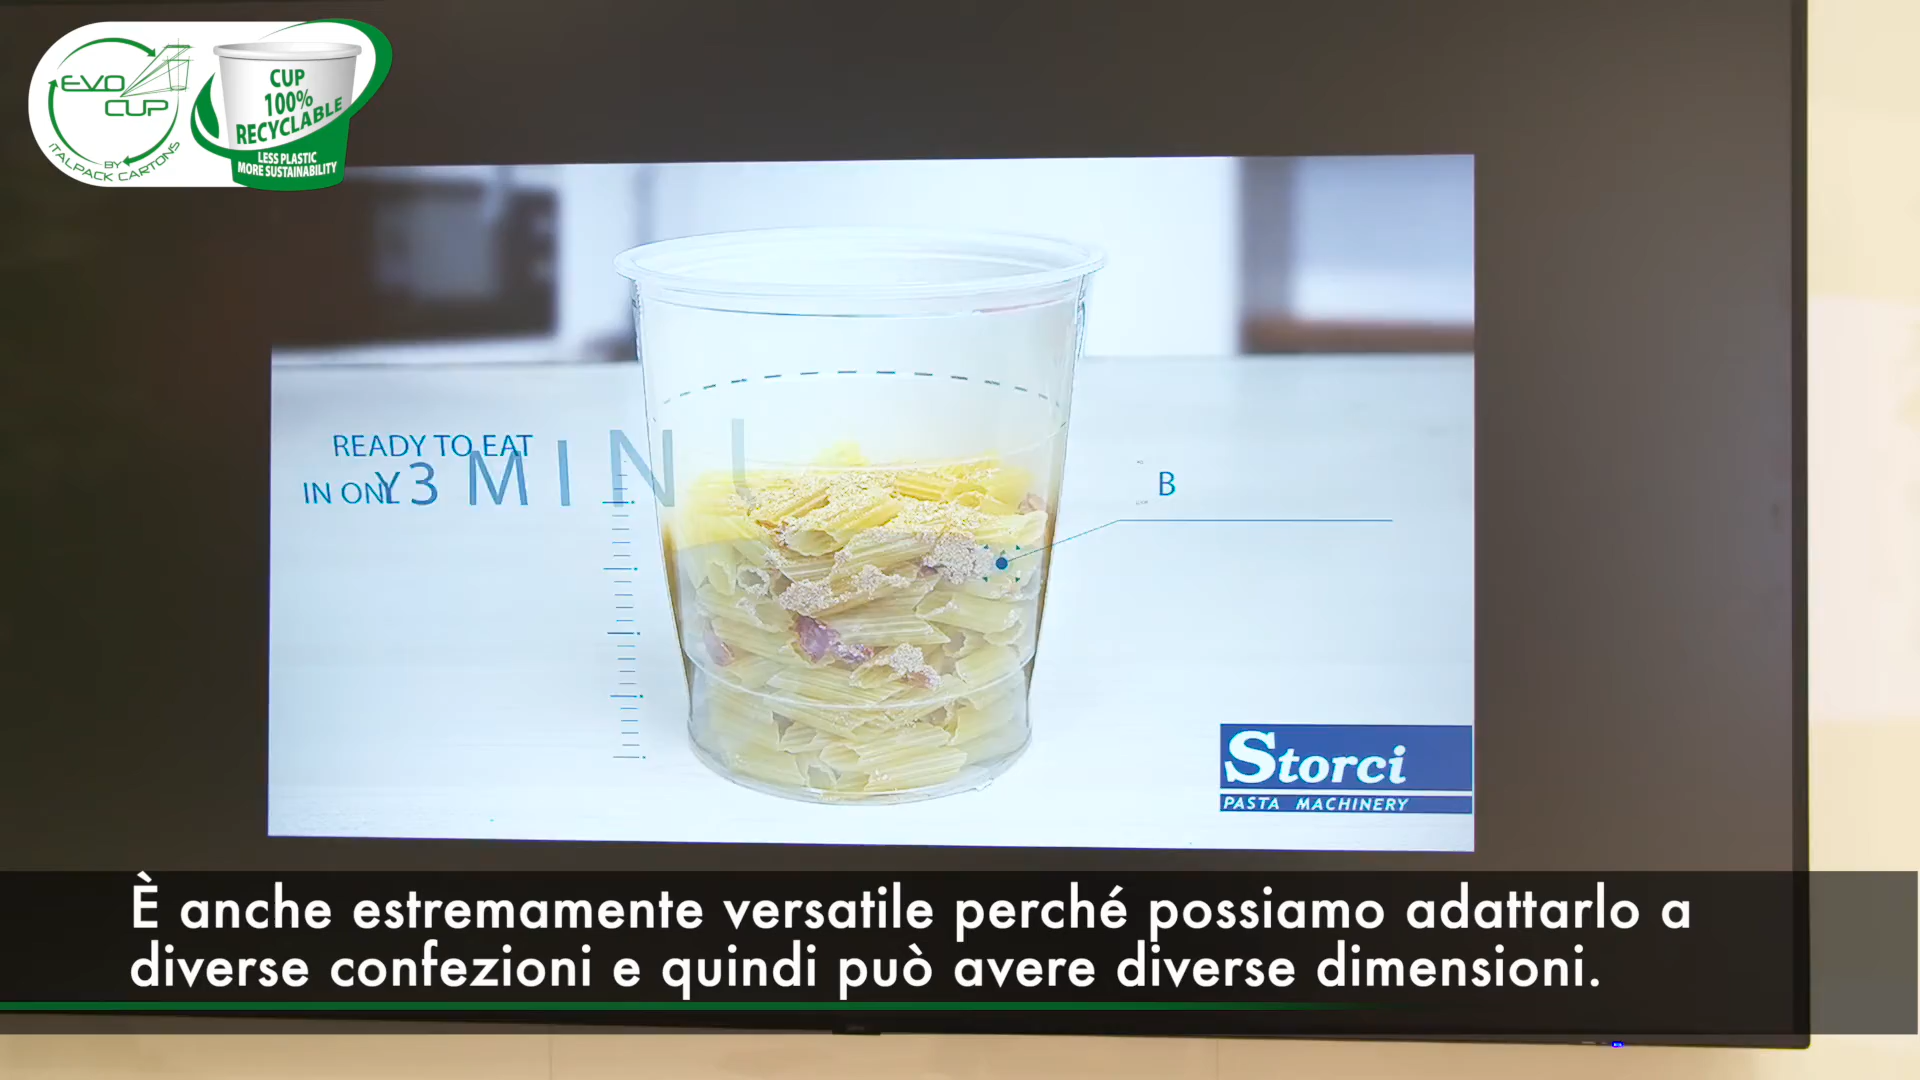 EVO
CUP
BY
ITALPACK CARTONS
CUP
100%
RECYCLABLE
LESS PLASTIC
MORE SUSTAINABILITY
READY TO EAT
IN ONLY 3 MINU
B
Storci
PASTA MACHINERY
È anche estremamente versatile perché possiamo adattarlo a
diverse confezioni e quindi può avere diverse dimensioni.